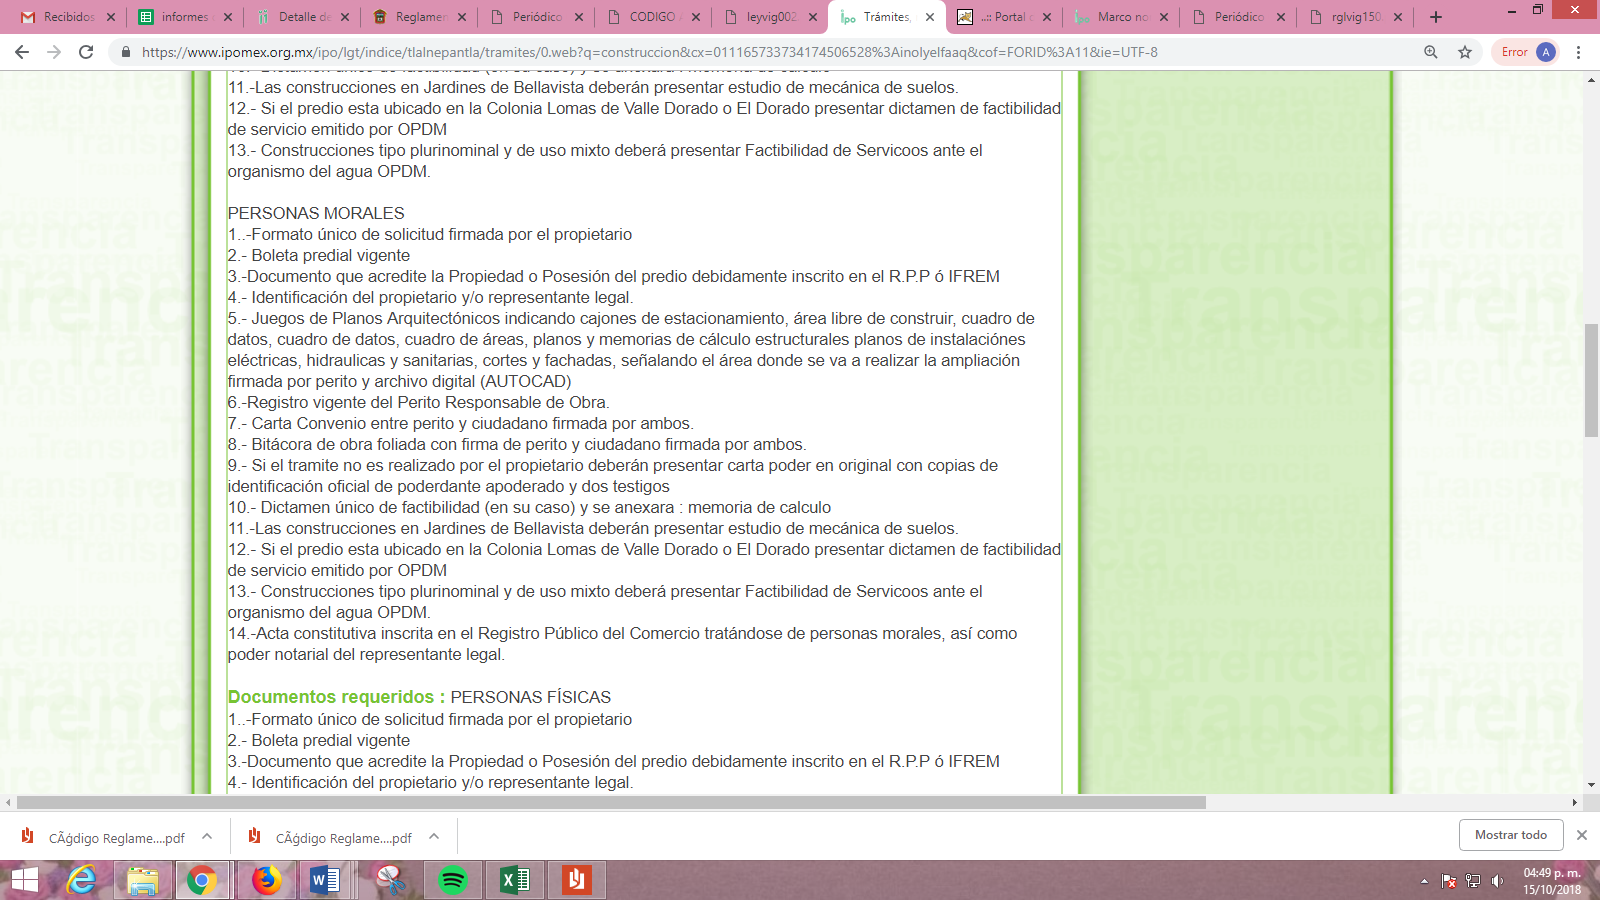 Recibidos
informes
Detalle de
Reglamen
Periódico
CODIGO
leyvig002
Trámites,
..:: Portal
Marco no
Periódico
rglvig150.
https://www.ipomex.org.mx/ipo/lgt/indice/tlalnepantla/tramites/0.web?q=construccion&cx=011165733734174506528%3Ainolyelfaaq&cof=FORID%3A11&ie=UTF-8
Error A
11.-Las construcciones en Jardines de Bellavista deberán presentar estudio de mecánica de suelos.
12.- Si el predio esta ubicado en la Colonia Lomas de Valle Dorado o El Dorado presentar dictamen de factibilidad
de servicio emitido por OPDM
13.- Construcciones tipo plurinominal y de uso mixto deberá presentar Factibilidad de Servicoos ante el
organismo del agua OPDM.
PERSONAS MORALES
1..-Formato único de solicitud firmada por el propietario
2.- Boleta predial vigente
3.-Documento que acredite la Propiedad o Posesión del predio debidamente inscrito en el R.P.P ó IFREM
4.- Identificación del propietario y/o representante legal.
5.- Juegos de Planos Arquitectónicos indicando cajones de estacionamiento, área libre de construir, cuadro de
datos, cuadro de datos, cuadro de áreas, planos y memorias de cálculo estructurales planos de instalaciónes
eléctricas, hidraulicas y sanitarias, cortes y fachadas, señalando el área donde se va a realizar la ampliación
firmada por perito y archivo digital (AUTOCAD)
6.-Registro vigente del Perito Responsable de Obra.
7.- Carta Convenio entre perito y ciudadano firmada por ambos.
8.- Bitácora de obra foliada con firma de perito y ciudadano firmada por ambos.
9.- Si el tramite no es realizado por el propietario deberán presentar carta poder en original con copias de
identificación oficial de poderdante apoderado y dos testigos
10.- Dictamen único de factibilidad (en su caso) y se anexara : memoria de calculo
11.-Las construcciones en Jardines de Bellavista deberán presentar estudio de mecánica de suelos.
12.- Si el predio esta ubicado en la Colonia Lomas de Valle Dorado o El Dorado presentar dictamen de factibilidad
de servicio emitido por OPDM
13.- Construcciones tipo plurinominal y de uso mixto deberá presentar Factibilidad de Servicoos ante el
organismo del agua OPDM.
14.-Acta constitutiva inscrita en el Registro Público del Comercio tratándose de personas morales, así como
poder notarial del representante legal.
Documentos requeridos : PERSONAS FÍSICAS
1..-Formato único de solicitud firmada por el propietario
2.- Boleta predial vigente
3.-Documento que acredite la Propiedad o Posesión del predio debidamente inscrito en el R.P.P ó IFREM
4.- Identificación del propietario y/o representante legal.
CÃ³digo Reglame....pdf
CÃ³digo Reglame....pdf
Mostrar todo
04:49 p. m.
15/10/2018